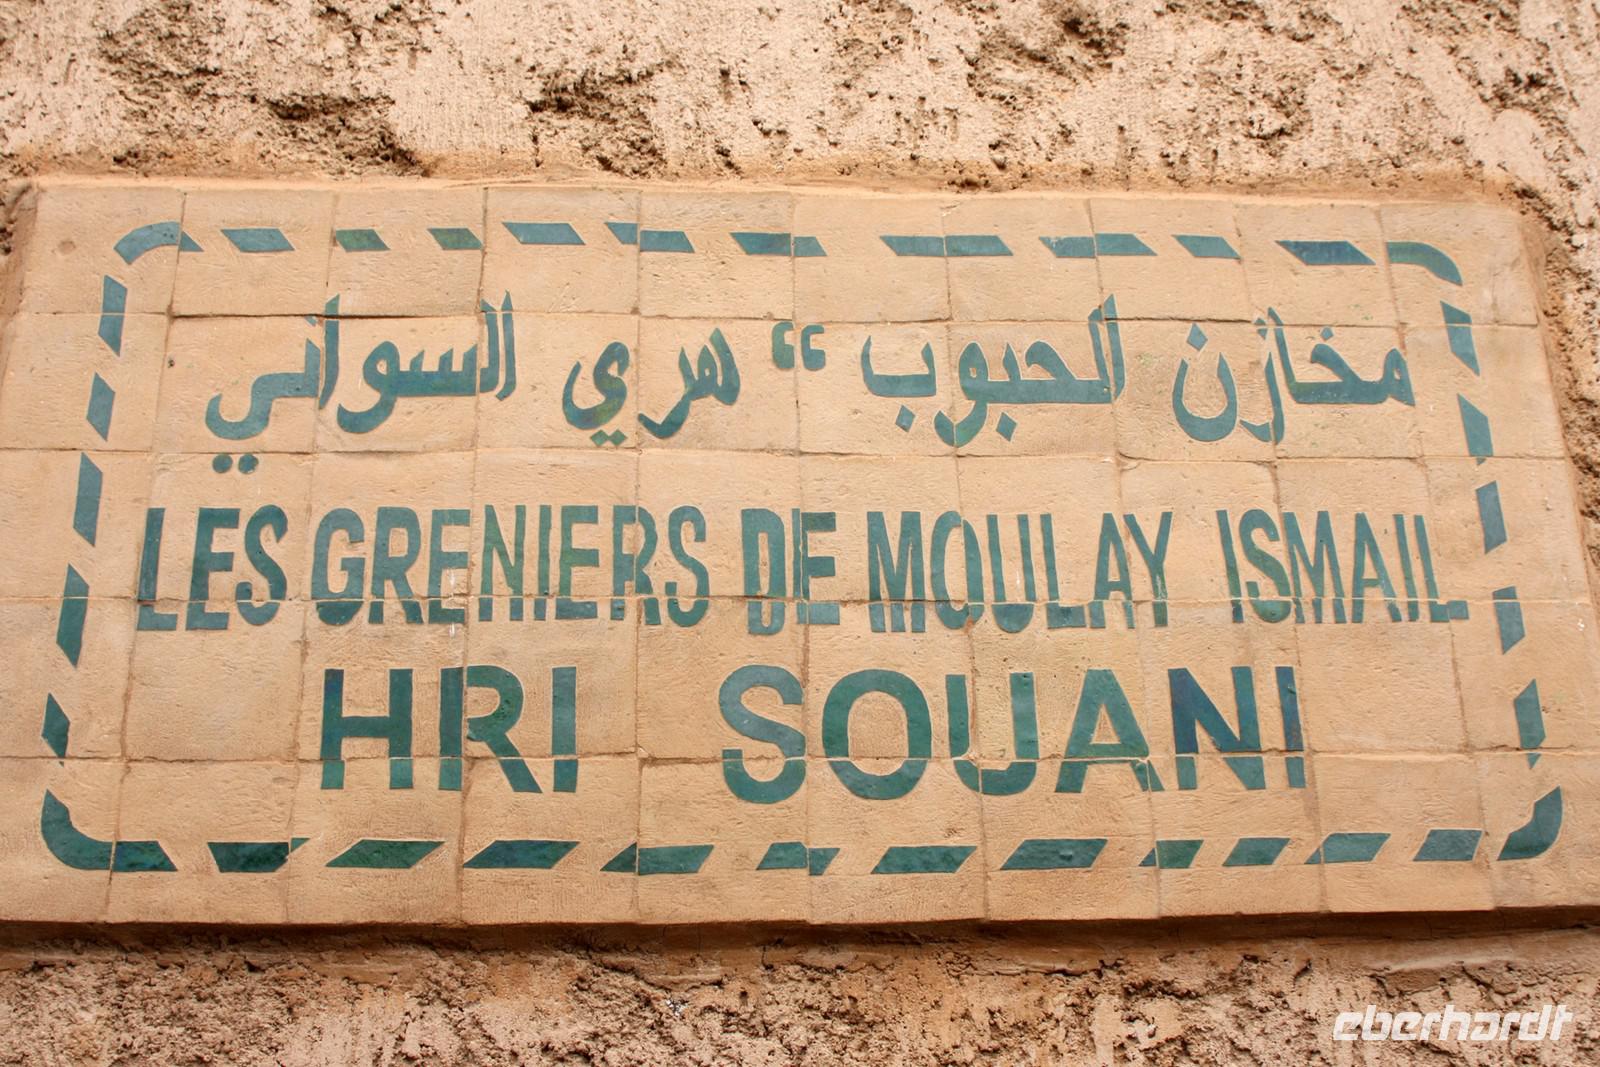 مخازن الحبوب “ هري السواني
LES GRENIERS DE MOULAY ISMAIL
HRI SOUANI
eberhardt